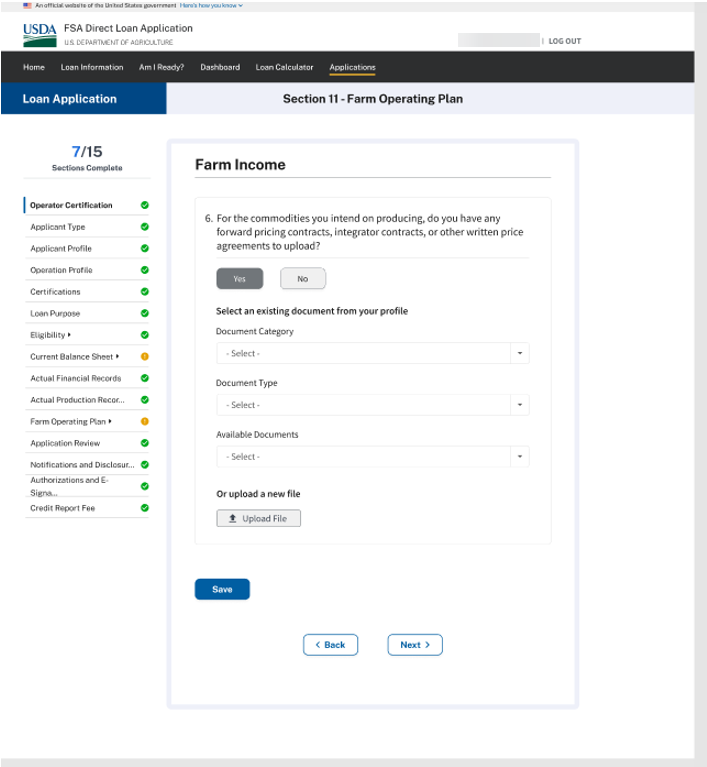 An official website of the United States government Here's how you know
USDA FSA Direct Loan Application
U.S. DEPARTMENT OF AGRICULTURE
| LOG OUT
Home Loan Information Am I Ready? Dashboard Loan Calculator Applications
Loan Application
Section 11 - Farm Operating Plan
7/15
Sections Complete
Operator Certification
Applicant Type
Applicant Profile
Operation Profile
Certifications
Loan Purpose
Eligibility
Current Balance Sheet
Actual Financial Records
Actual Production Recor...
Farm Operating Plan
Application Review
Notifications and Disclosur...
Authorizations and E-
Signa...
Credit Report Fee
Farm Income
6. For the commodities you intend on producing, do you have any
forward pricing contracts, integrator contracts, or other written price
agreements to upload?
Yes No
Select an existing document from your profile
Document Category
- Select -
Document Type
- Select -
Available Documents
- Select -
Or upload a new file
Upload File
Save
< Back Next >